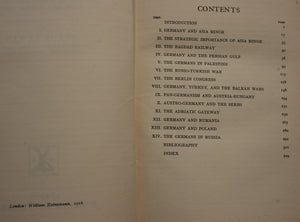 CONTENTS
INTRODUCTION
I. GERMANY AND ASIA MINOR
II. THE STRATEGIC IMPORTANCE OF ASIA MINOR
III. THE BAGDAD RAILWAY
IV. GERMANY AND THE PERSIAN GULF
V. THE GERMANS IN PALESTINE
VI. THE RUSSO-TURKISH WAR
VII. THE BERLIN CONGRESS
VIII. GERMANY, TURKEY, AND THE BALKAN WARS
IX. PAN-GERMANISM AND AUSTRIA-HUNGARY
X. AUSTRO-GERMANY AND THE SERBS
XI. THE ADRIATIC GATEWAY
XII. GERMANY AND RUMANIA
XIII. GERMANY AND POLAND
XIV. THE GERMANS IN RUSSIA
BIBLIOGRAPHY
INDEX
London: William Heinemann, 1916